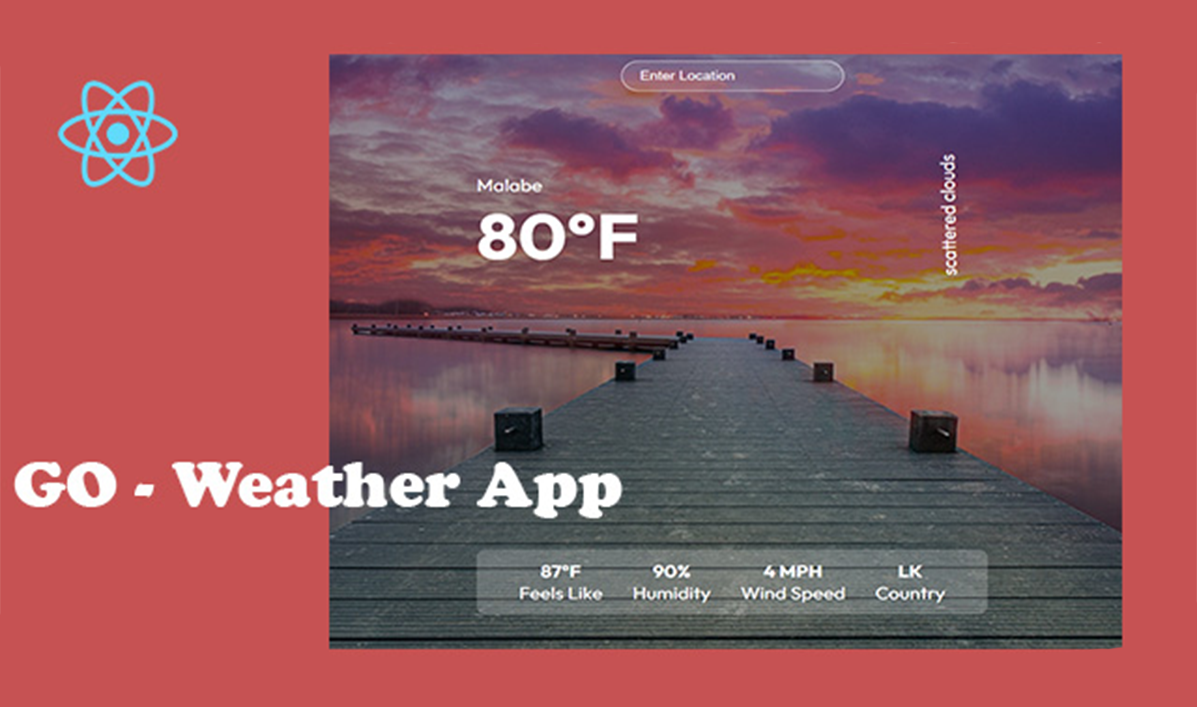 Enter Location
Malabe
80°F
scattered clouds
GO - Weather App
87°F 90% 4 MPH LK
Feels Like Humidity Wind Speed Country